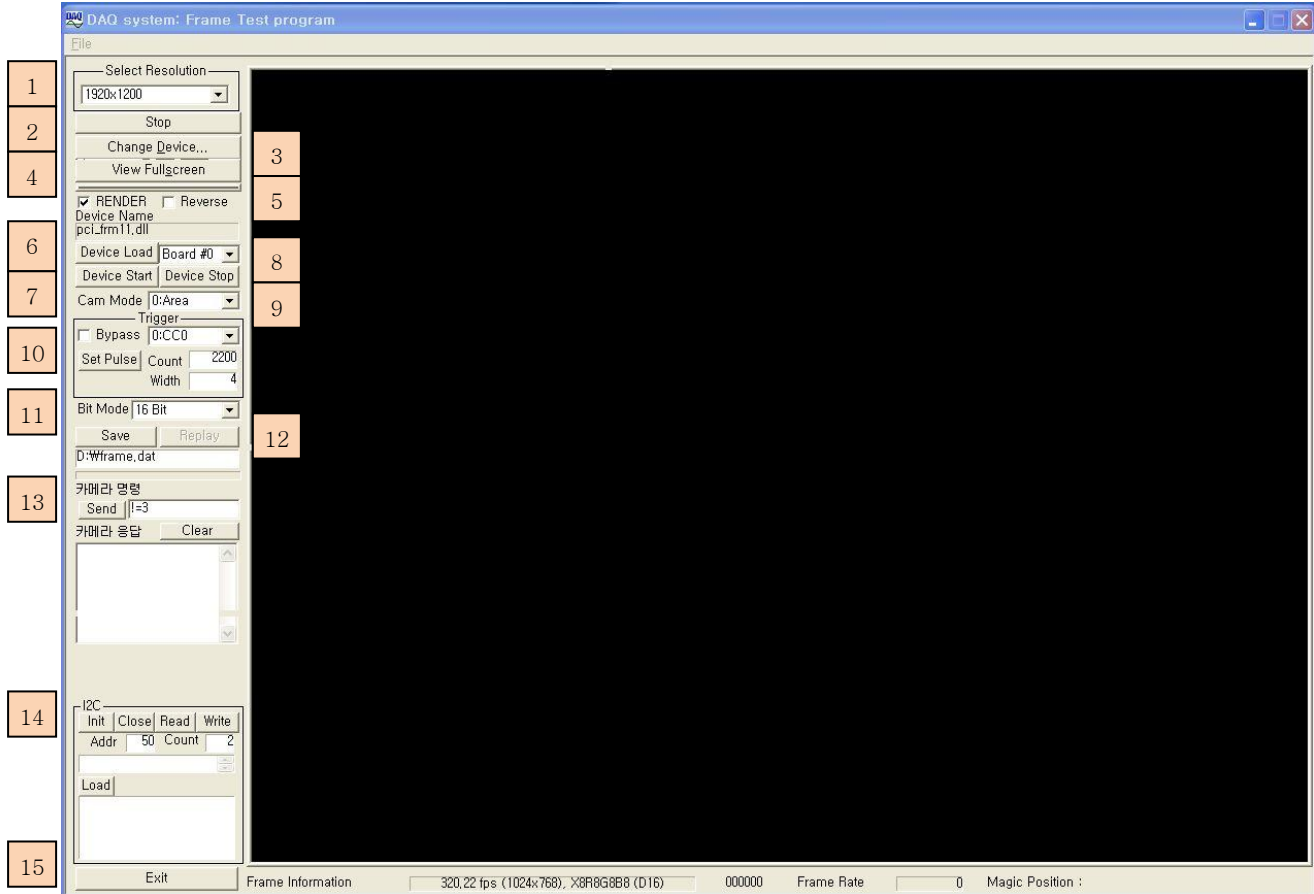 DAQ system: Frame Test program
File
1
Select Resolution
1920x1200
2
Stop
Change Device...
3
4
View Fullscreen
5
RENDER Reverse
Device Name
pci_frm11.dll
6
Device Load Board #0
8
7
Device Start Device Stop
Cam Mode 0:Area
9
Trigger
10
Bypass 0:CC0
Set Pulse Count 2200
Width 4
11
Bit Mode 16 Bit
Save Replay
12
D:₩frame.dat
카메라 명령
13
Send !=3
카메라 응답 Clear
14
I2C
Init Close Read Write
Addr 50 Count 2
Load
15
Exit
Frame Information 320.22 fps (1024x768), X8R8G8B8 (D16) 000000 Frame Rate 0 Magic Position :